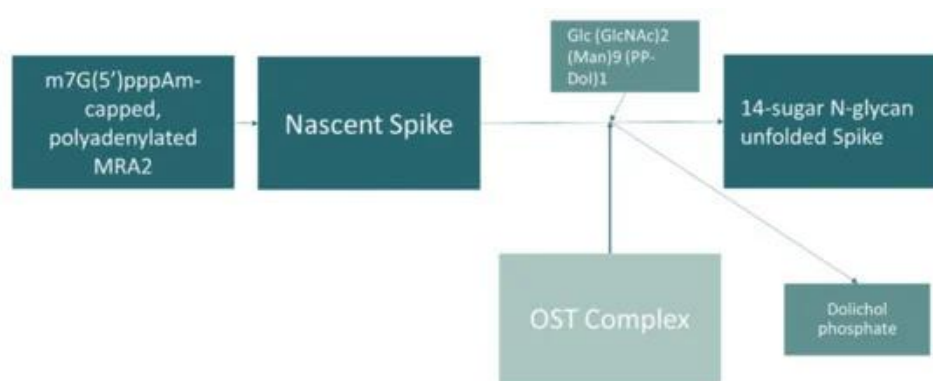 m7G(5')pppAm-
capped,
polyadenylated
MRA2
Nascent Spike
Glc (GlcNAc)2
(Man)9 (PP-
Dol)1
14-sugar N-glycan
unfolded Spike
OST Complex
Dolichol
phosphate